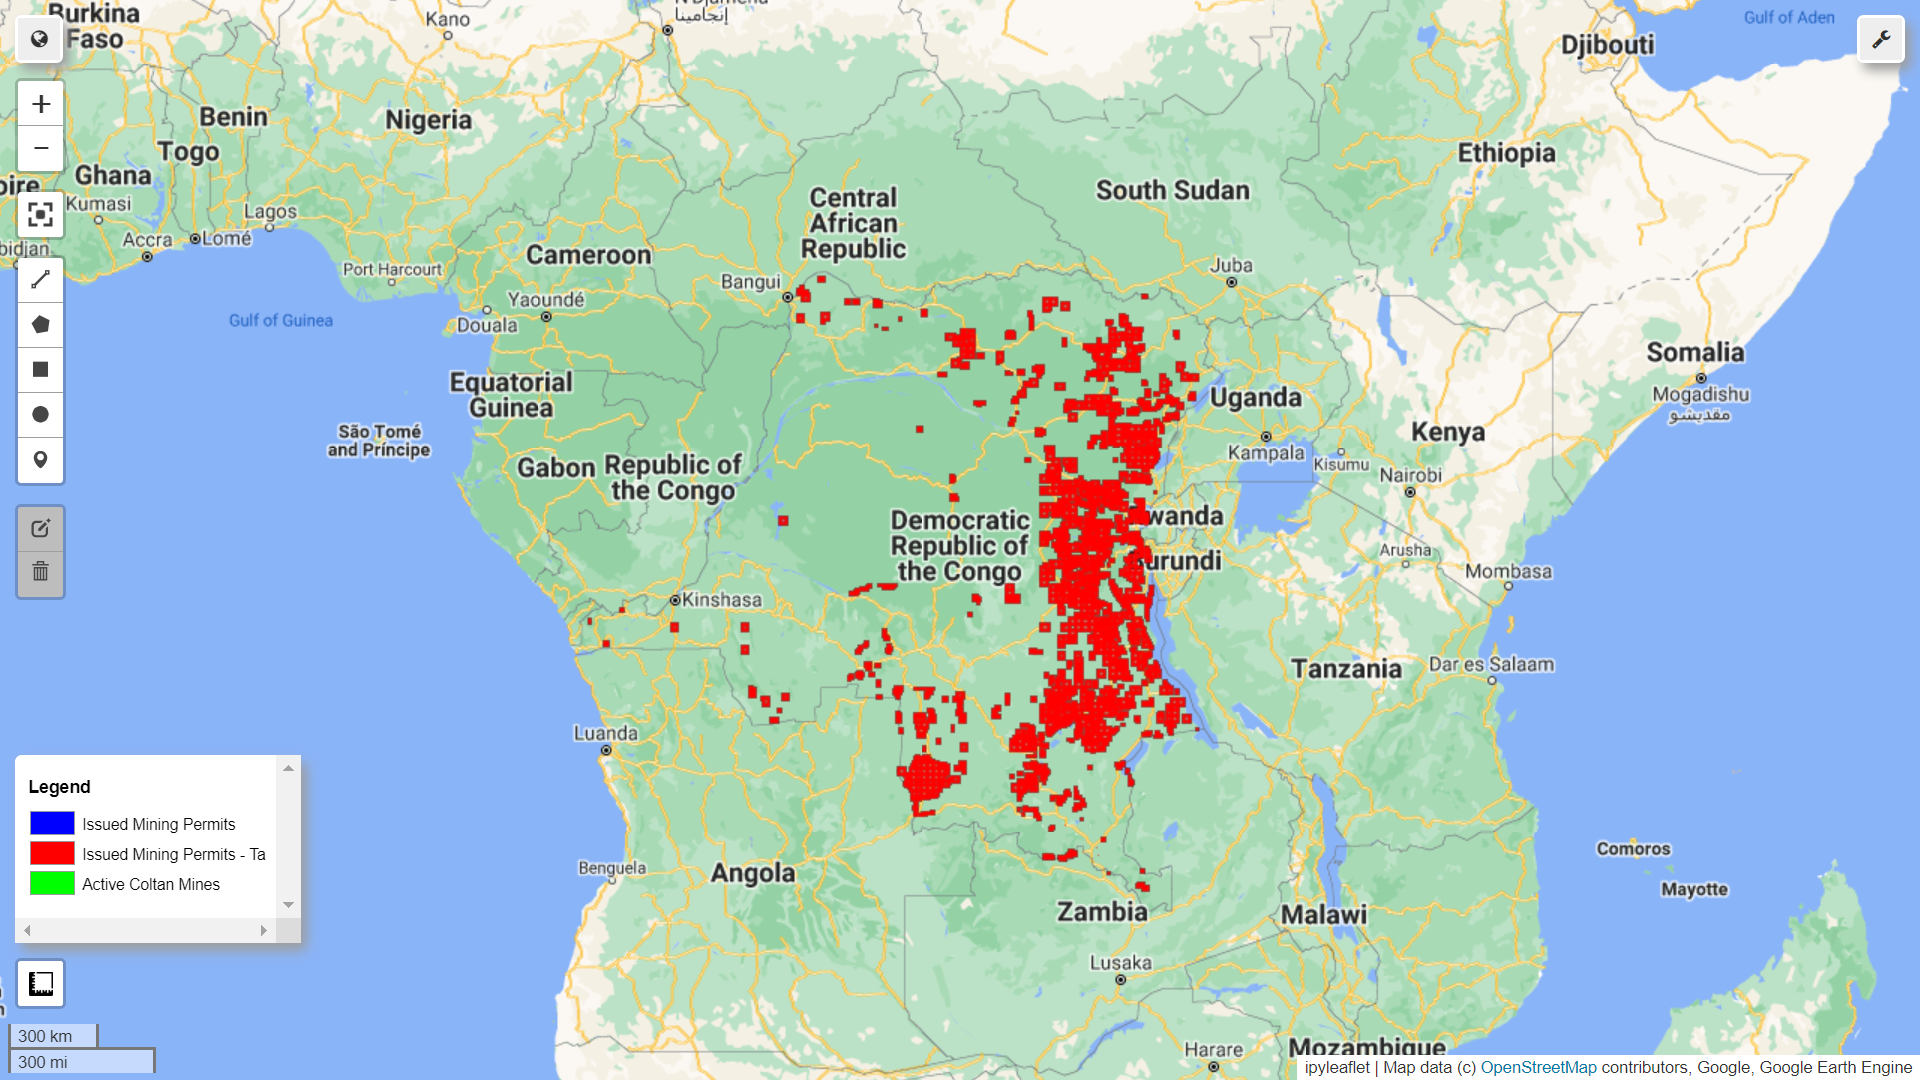 Burkina
Faso
Kano
إنجامينا
Gulf of Aden
Djibouti
Benin
Nigeria
Togo
Ghana
Ethiopia
Kumasi
Lagos
Accra
Lomé
Port Harcourt
Cameroon
Central
African
Republic
South Sudan
Bangui
Juba
Yaoundé
Douala
Gulf of Guinea
Equatorial
Guinea
São Tomé
and Príncipe
Gabon
Republic of
the Congo
Uganda
Kampala
Kisumu
Kenya
Nairobi
Somalia
Mogadishu
مقديشو
Democratic
Republic of
the Congo
Arusha
Mombasa
Kinshasa
Tanzania
Dar es Salaam
Luanda
Benguela
Angola
Zambia
Malawi
Comoros
Mayotte
Lusaka
Harare
Mozambique
Legend
Issued Mining Permits
Issued Mining Permits - Ta
Active Coltan Mines
300 km
300 mi
ipyleaflet | Map data (c) OpenStreetMap contributors, Google, Google Earth Engine